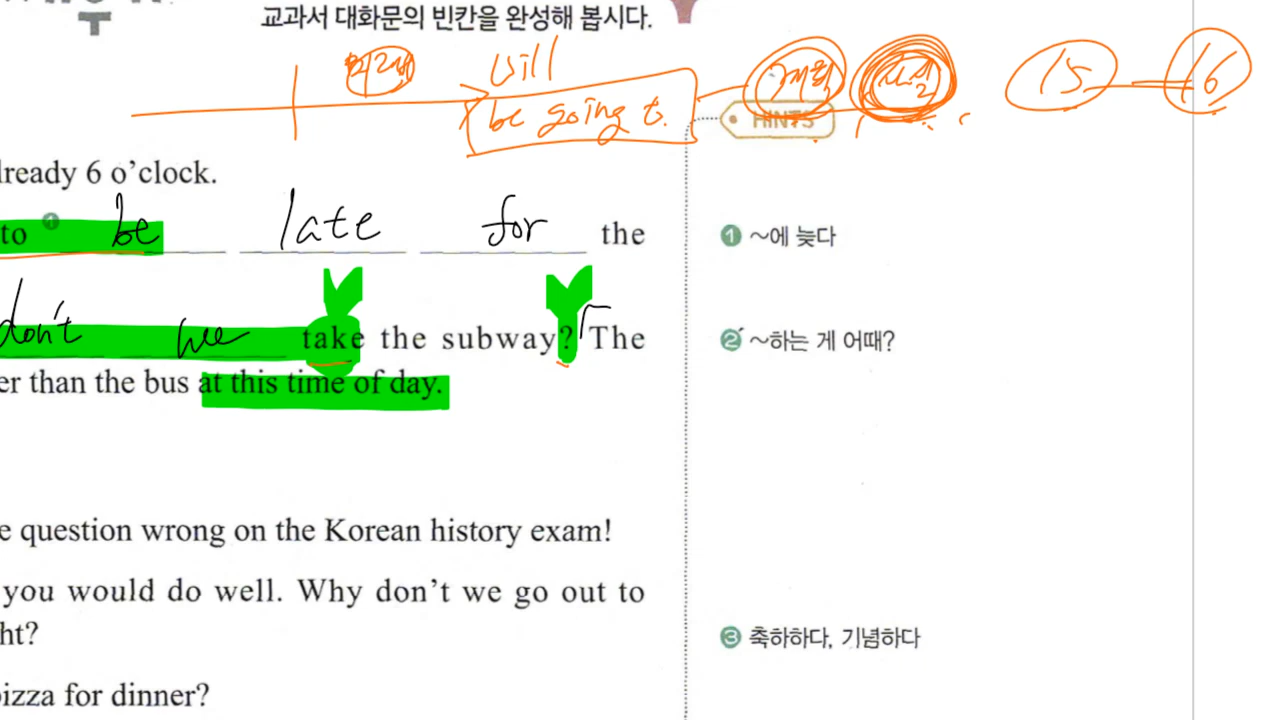 교과서 대화문의 빈칸을 완성해 봅시다.
미래 will 계획 사실 15 16
be going to.
HINTS
lready 6 o’clock.
to ❶ be late for the
❶ ~에 늦다
don't we take the subway? The
❷ ~하는 게 어때?
er than the bus at this time of day.
e question wrong on the Korean history exam!
you would do well. Why don’t we go out to
ht?
❸ 축하하다, 기념하다
pizza for dinner?